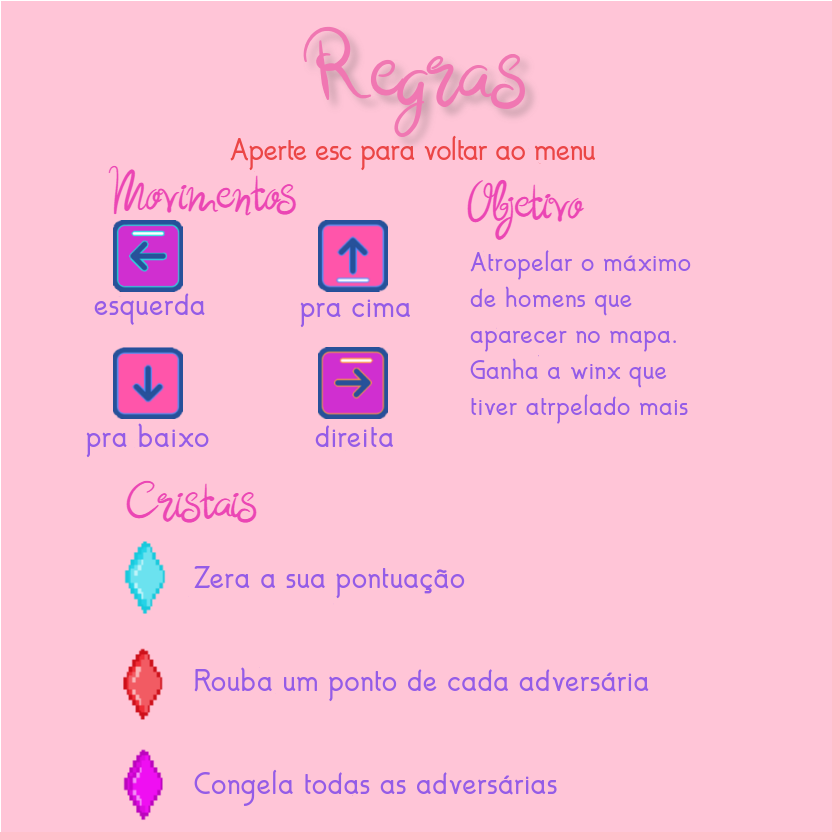 Regras
Aperte esc para voltar ao menu
Movimentos
esquerda
pra cima
pra baixo
direita
Objetivo
Atropelar o máximo
de homens que
aparecer no mapa.
Ganha a winx que
tiver atrpelado mais
Cristais
Zera a sua pontuação
Rouba um ponto de cada adversária
Congela todas as adversárias